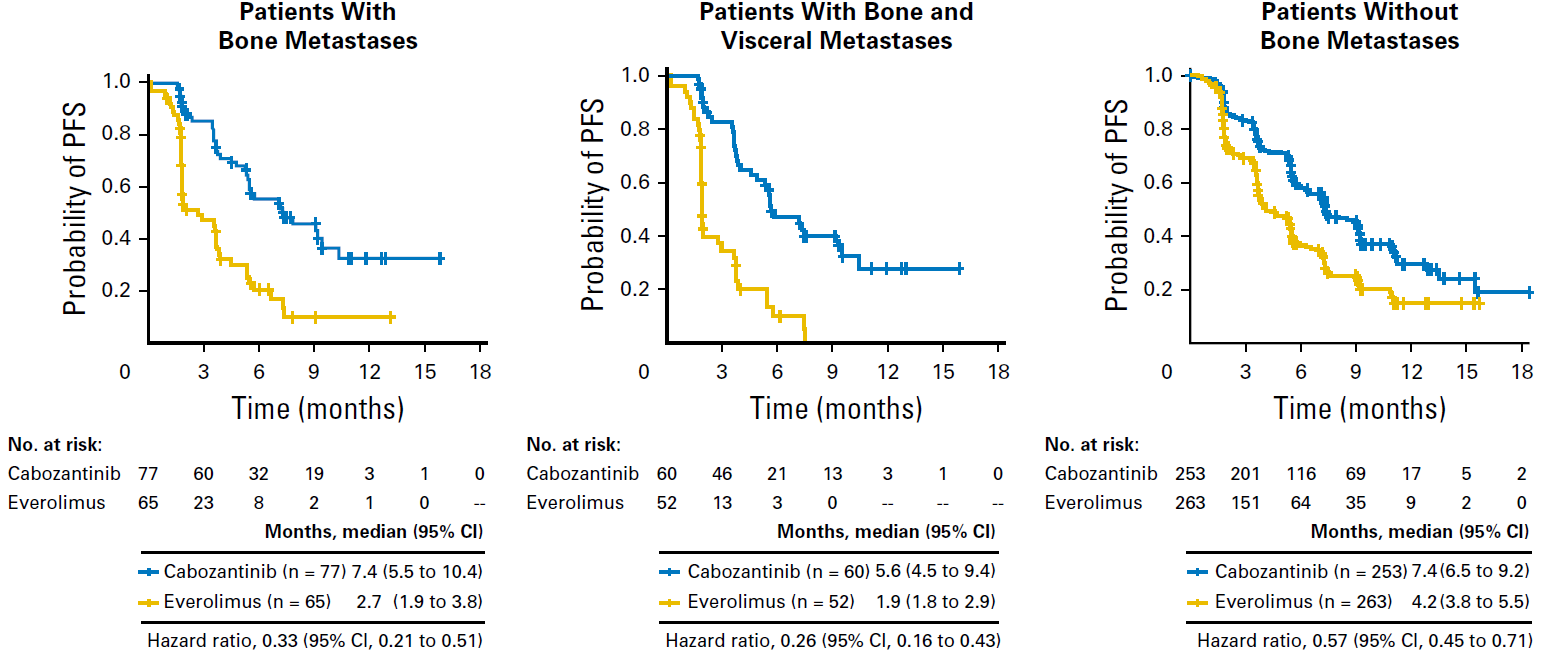 Patients With
Bone Metastases
Probability of PFS
1.0
0.8
0.6
0.4
0.2
0 3 6 9 12 15 18
Time (months)
No. at risk:
Cabozantinib 77 60 32 19 3 1 0
Everolimus 65 23 8 2 1 0 --
Months, median (95% CI)
Cabozantinib (n = 77) 7.4 (5.5 to 10.4)
Everolimus (n = 65) 2.7 (1.9 to 3.8)
Hazard ratio, 0.33 (95% CI, 0.21 to 0.51)
Patients With Bone and
Visceral Metastases
Probability of PFS
1.0
0.8
0.6
0.4
0.2
0 3 6 9 12 15 18
Time (months)
No. at risk:
Cabozantinib 60 46 21 13 3 1 0
Everolimus 52 13 3 0 -- -- --
Months, median (95% CI)
Cabozantinib (n = 60) 5.6 (4.5 to 9.4)
Everolimus (n = 52) 1.9 (1.8 to 2.9)
Hazard ratio, 0.26 (95% CI, 0.16 to 0.43)
Patients Without
Bone Metastases
Probability of PFS
1.0
0.8
0.6
0.4
0.2
0 3 6 9 12 15 18
Time (months)
No. at risk:
Cabozantinib 253 201 116 69 17 5 2
Everolimus 263 151 64 35 9 2 0
Months, median (95% CI)
Cabozantinib (n = 253) 7.4 (6.5 to 9.2)
Everolimus (n = 263) 4.2 (3.8 to 5.5)
Hazard ratio, 0.57 (95% CI, 0.45 to 0.71)